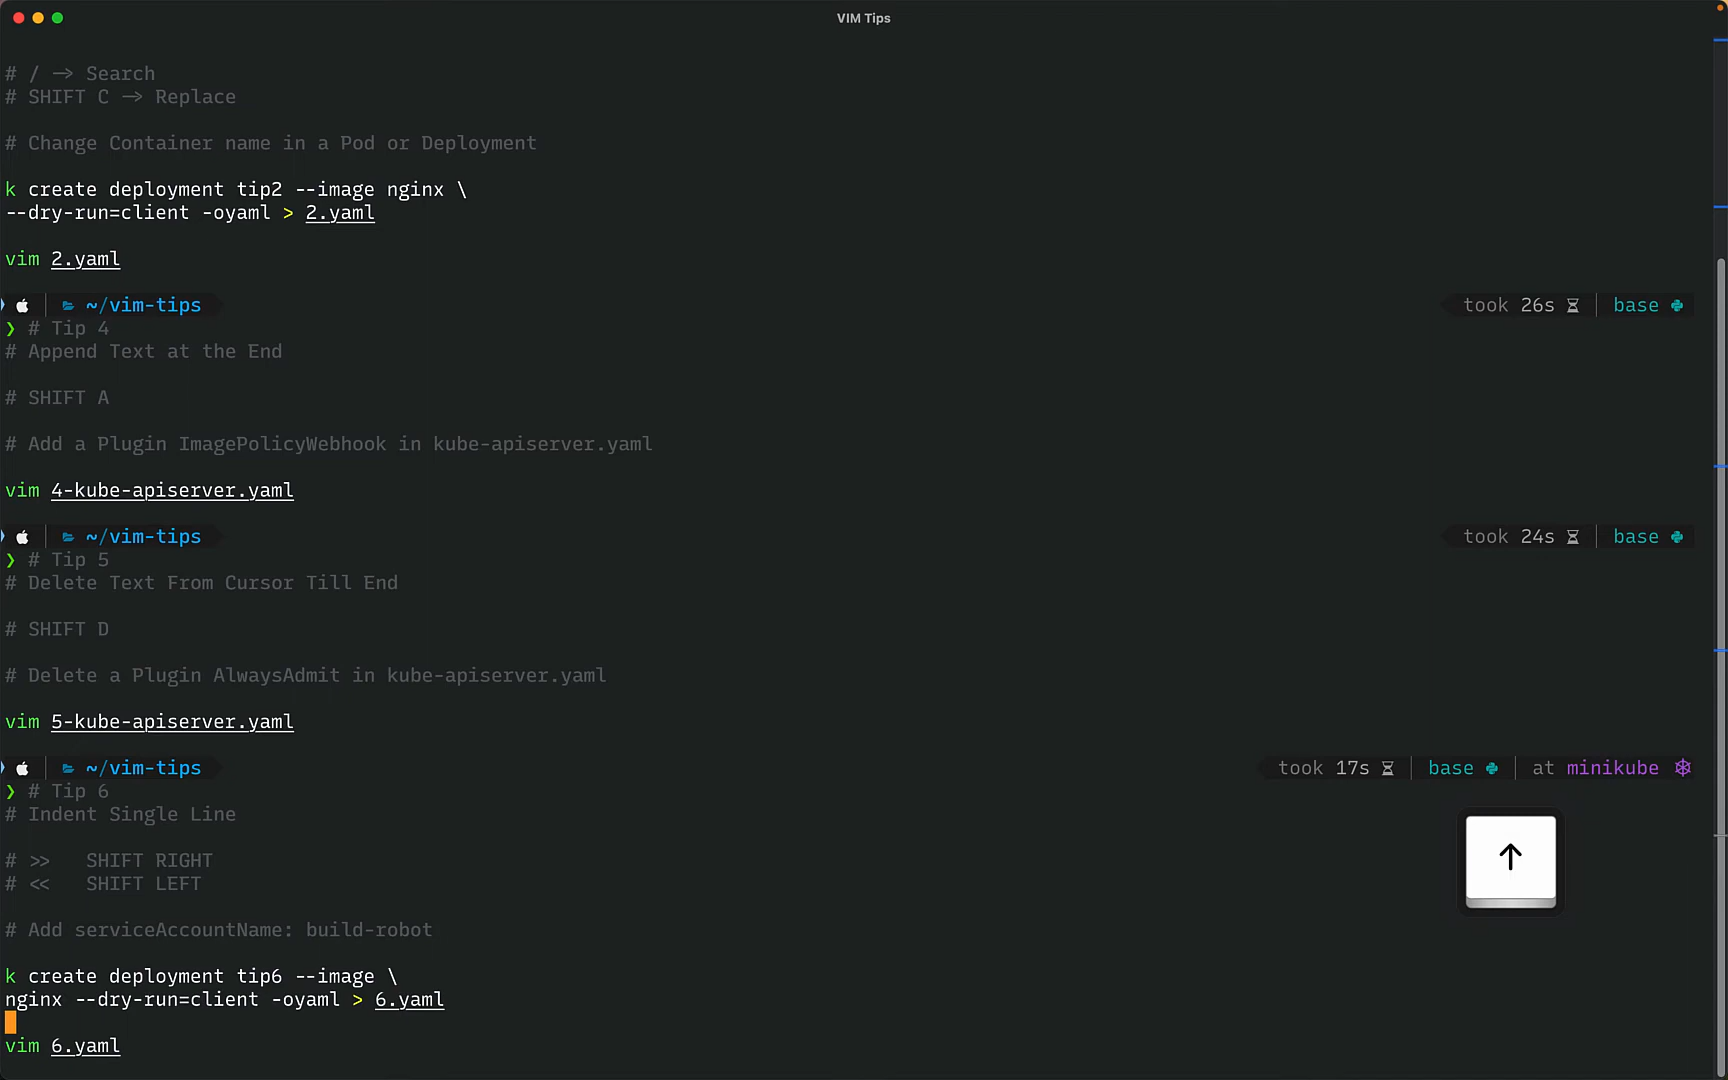 VIM Tips
# / -> Search
# SHIFT C -> Replace
# Change Container name in a Pod or Deployment
k create deployment tip2 --image nginx \
--dry-run=client -oyaml > 2.yaml
vim 2.yaml
~/vim-tips took 26s base
❯ # Tip 4
# Append Text at the End
# SHIFT A
# Add a Plugin ImagePolicyWebhook in kube-apiserver.yaml
vim 4-kube-apiserver.yaml
~/vim-tips took 24s base
❯ # Tip 5
# Delete Text From Cursor Till End
# SHIFT D
# Delete a Plugin AlwaysAdmit in kube-apiserver.yaml
vim 5-kube-apiserver.yaml
~/vim-tips took 17s base at minikube
❯ # Tip 6
# Indent Single Line
# >> SHIFT RIGHT
# << SHIFT LEFT
# Add serviceAccountName: build-robot
k create deployment tip6 --image \
nginx --dry-run=client -oyaml > 6.yaml
vim 6.yaml
↑